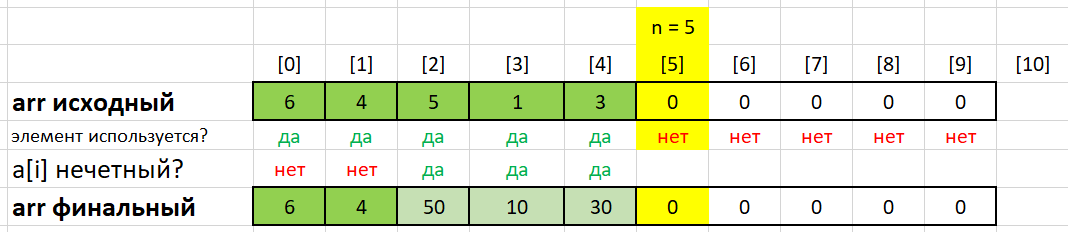 n = 5
[0] [1] [2] [3] [4] [5] [6] [7] [8] [9] [10]
arr исходный 6 4 5 1 3 0 0 0 0 0
элемент используется? да да да да да нет нет нет нет нет
a[i] нечетный? нет нет да да да
arr финальный 6 4 50 10 30 0 0 0 0 0